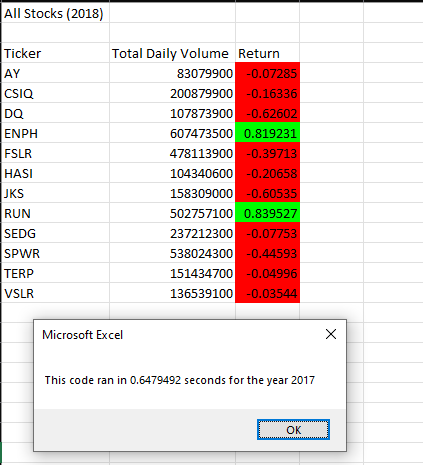 All Stocks (2018)
Ticker Total Daily Volume Return
AY 83079900 -0.07285
CSIQ 200879900 -0.16336
DQ 107873900 -0.62602
ENPH 607473500 0.819231
FSLR 478113900 -0.39713
HASI 104340600 -0.20658
JKS 158309000 -0.60535
RUN 502757100 0.839527
SEDG 237212300 -0.07753
SPWR 538024300 -0.44593
TERP 151434700 -0.04996
VSLR 136539100 -0.03544
Microsoft Excel
This code ran in 0.6479492 seconds for the year 2017
OK